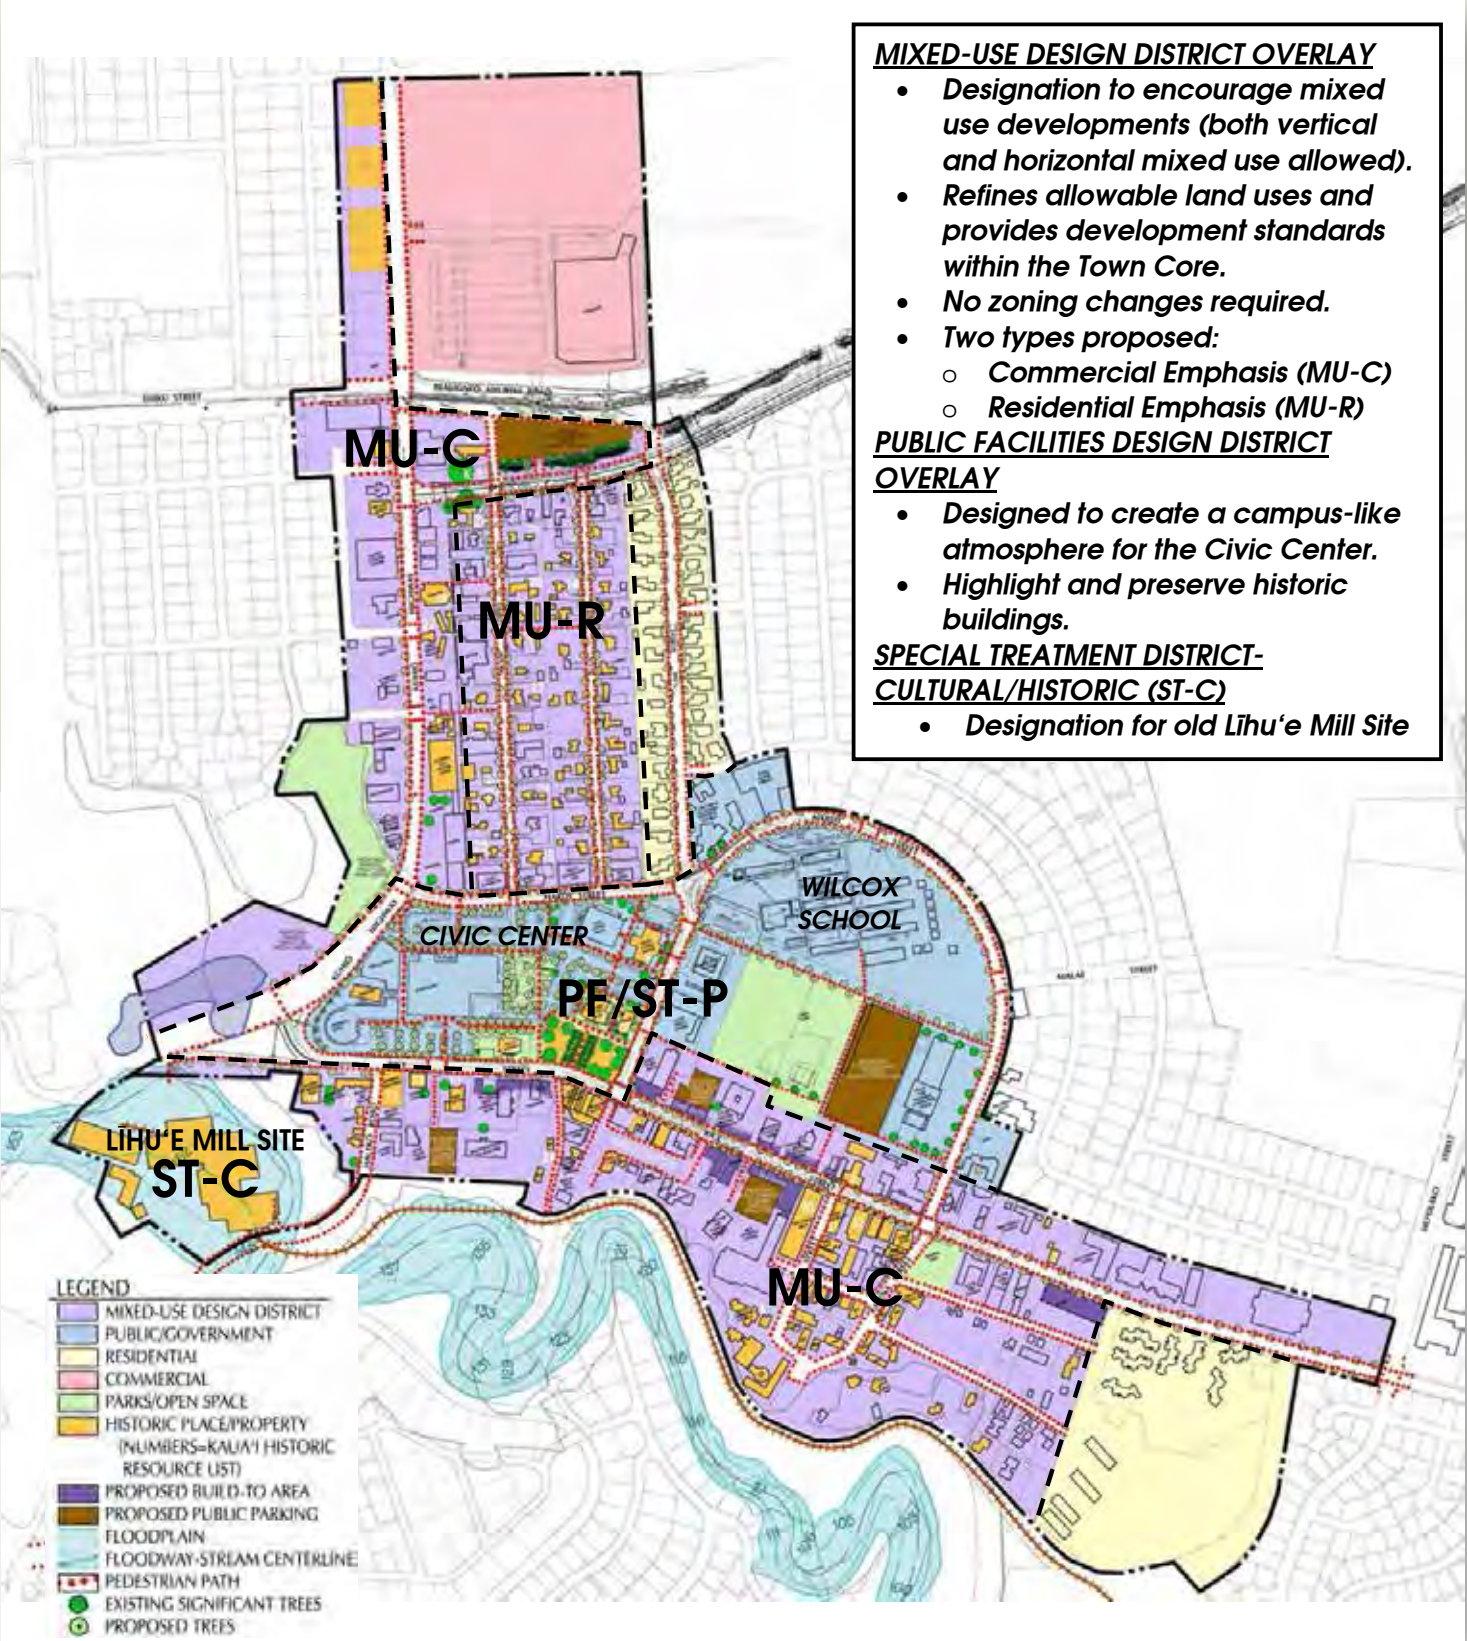 MIXED-USE DESIGN DISTRICT OVERLAY
• Designation to encourage mixed
use developments (both vertical
and horizontal mixed use allowed).
• Refines allowable land uses and
provides development standards
within the Town Core.
• No zoning changes required.
• Two types proposed:
o Commercial Emphasis (MU-C)
o Residential Emphasis (MU-R)
PUBLIC FACILITIES DESIGN DISTRICT
OVERLAY
• Designed to create a campus-like
atmosphere for the Civic Center.
• Highlight and preserve historic
buildings.
SPECIAL TREATMENT DISTRICT-
CULTURAL/HISTORIC (ST-C)
• Designation for old Līhu‘e Mill Site
MU-C
MU-R
WILCOX
SCHOOL
CIVIC CENTER
PF/ST-P
MALAE STREET
LĪHU‘E MILL SITE
ST-C
MU-C
LEGEND
MIXED-USE DESIGN DISTRICT
PUBLIC/GOVERNMENT
RESIDENTIAL
COMMERCIAL
PARKS/OPEN SPACE
HISTORIC PLACE/PROPERTY
(NUMBERS=KAUA'I HISTORIC
RESOURCE LIST)
PROPOSED BUILD-TO AREA
PROPOSED PUBLIC PARKING
FLOODPLAIN
FLOODWAY-STREAM CENTERLINE
PEDESTRIAN PATH
EXISTING SIGNIFICANT TREES
PROPOSED TREES